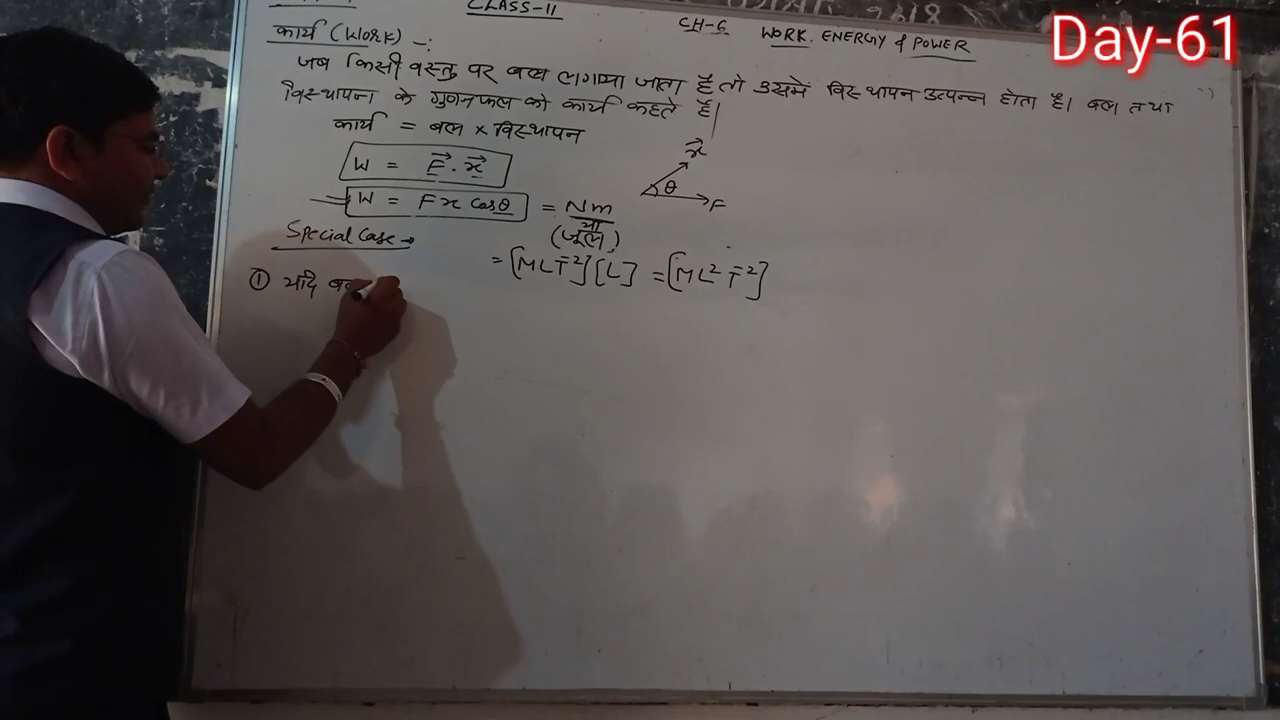 CLASS-11
CH-6 WORK. ENERGY & POWER
Day-61
कार्य (Work) -:
जब किसी वस्तु पर बल लगाया जाता है तो उसमें विस्थापन उत्पन्न होता है। बल तथा
विस्थापन के गुणनफल को कार्य कहते हैं।
कार्य = बल × विस्थापन
W = F⃗ . x⃗
x⃗
θ
F
W = F x Cosθ = Nm
या
(जूल)
Special Case →
= [MLT⁻²][L] = [ML²T⁻²]
① यदि बल